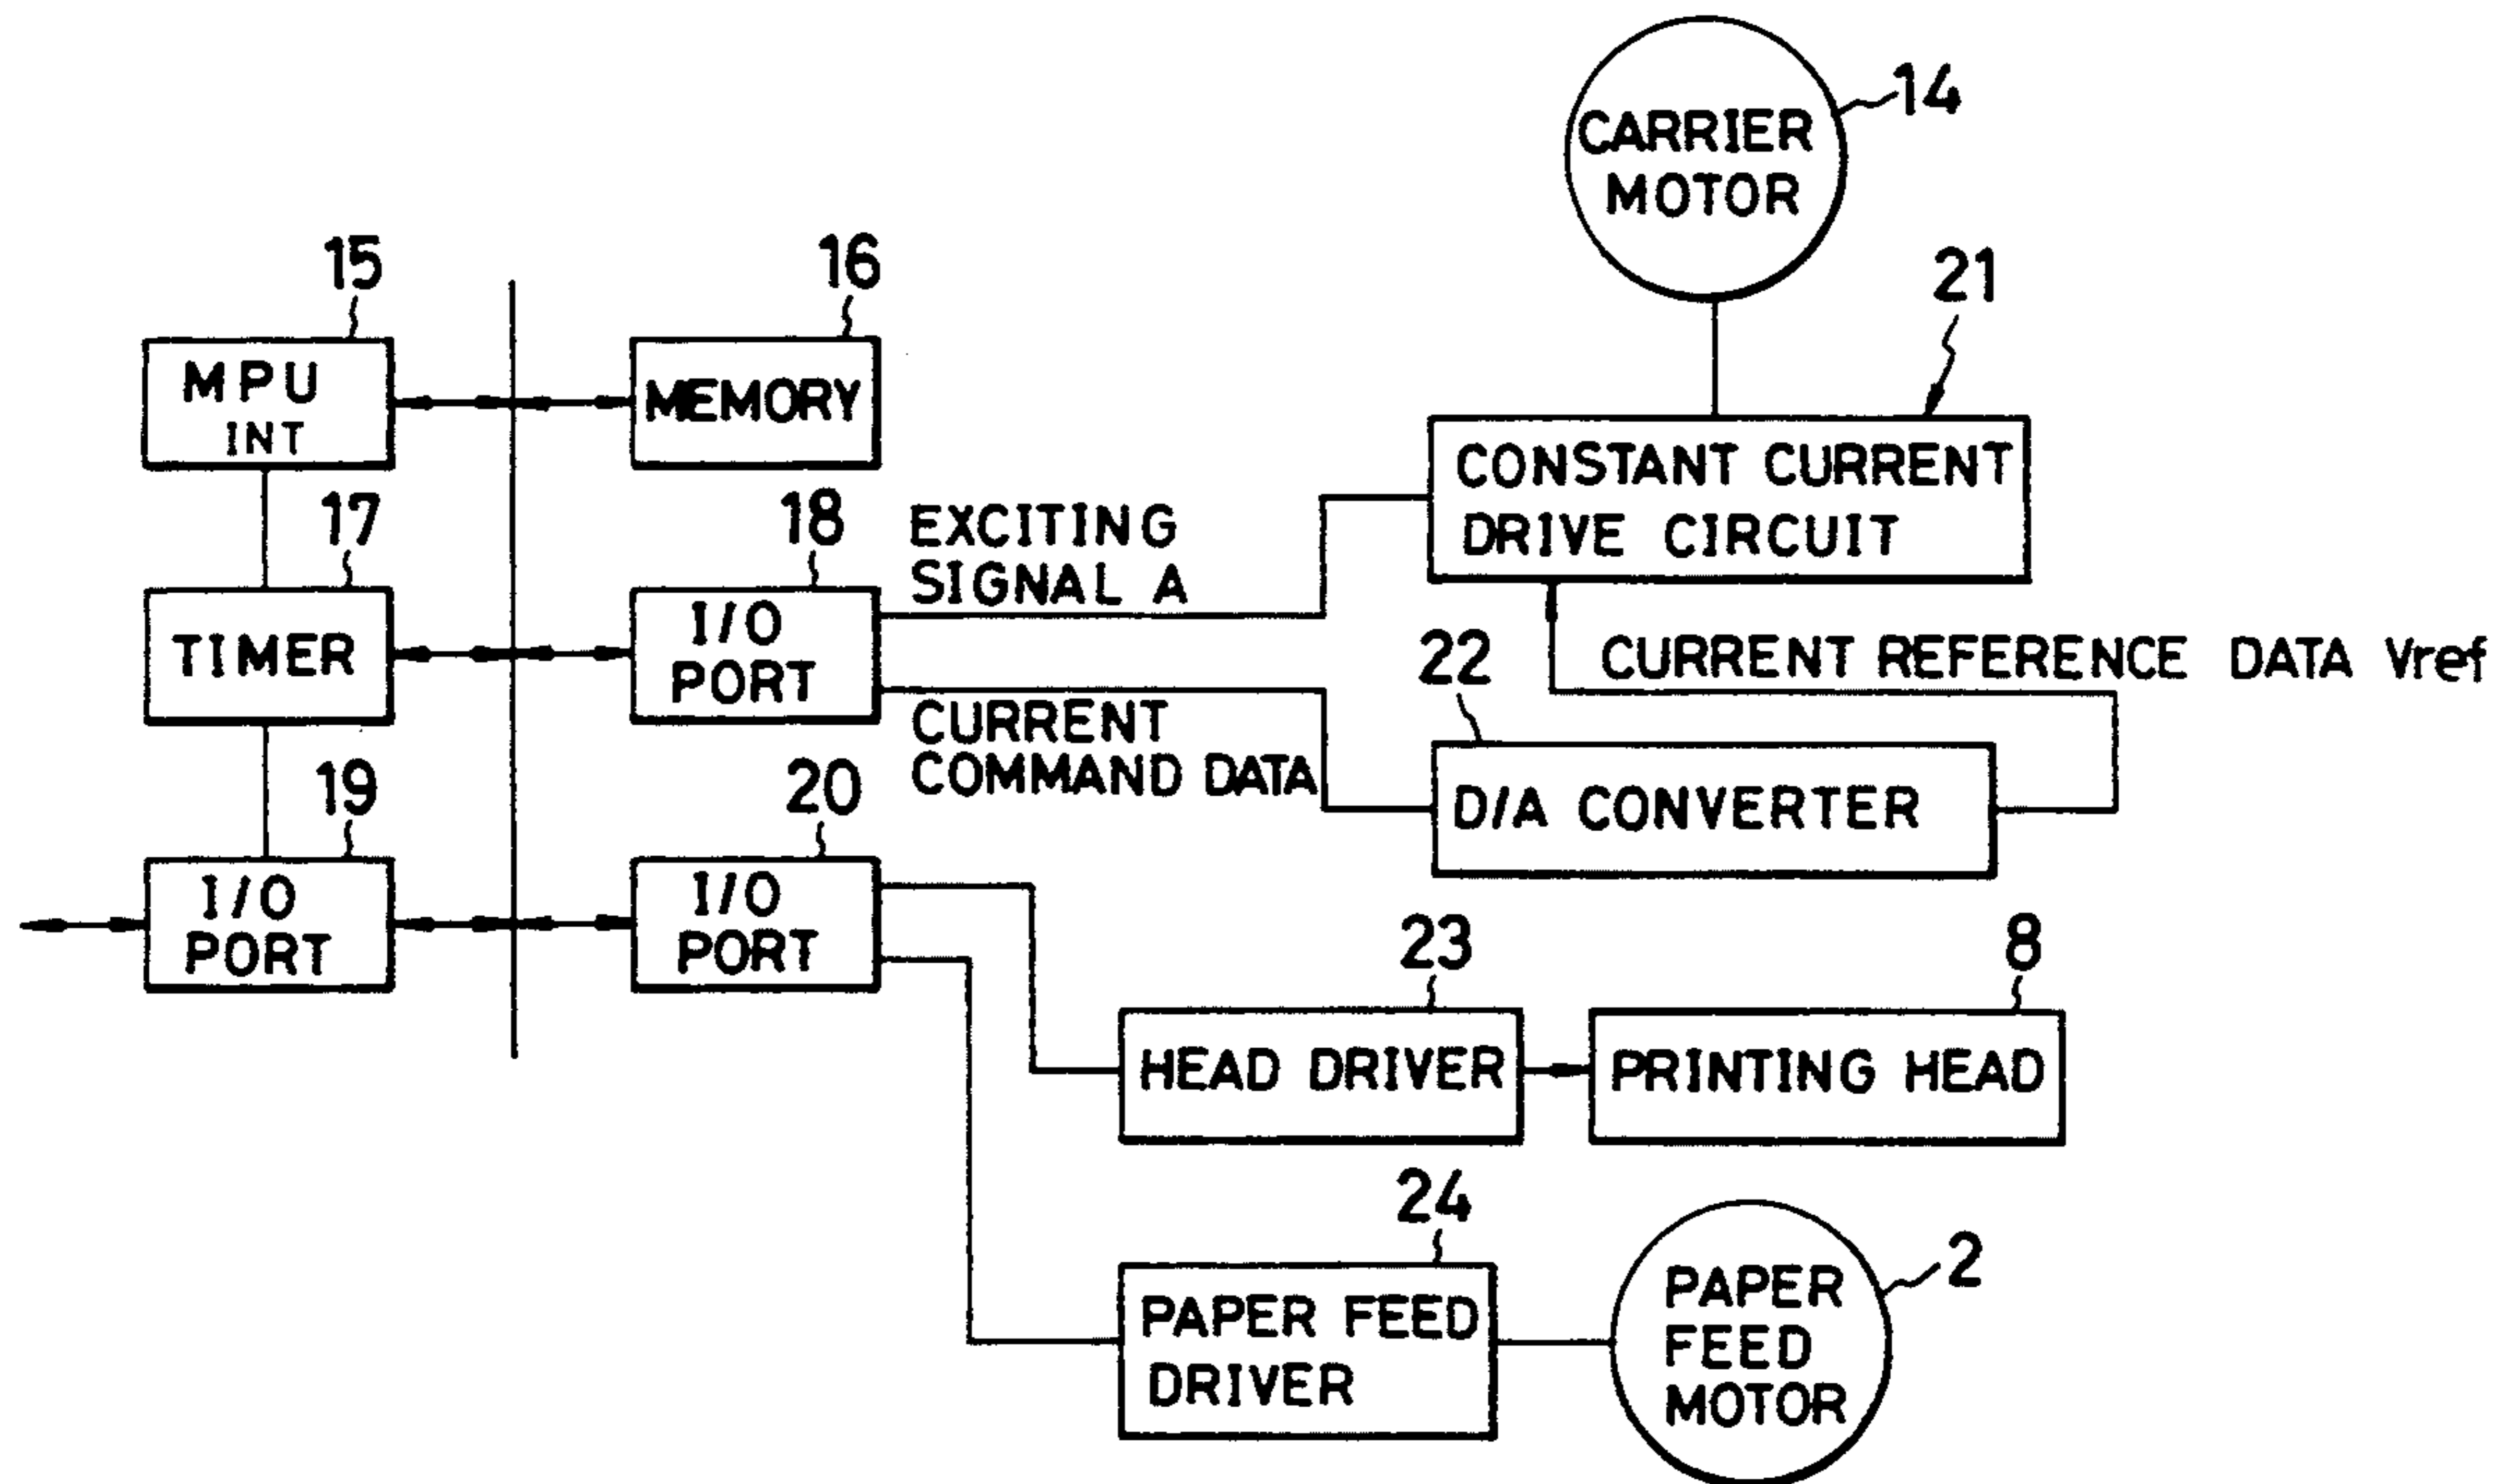 14
CARRIER
MOTOR
15
16
21
MPU
INT
MEMORY
CONSTANT CURRENT
DRIVE CIRCUIT
17
18
EXCITING
SIGNAL A
TIMER
I/O
PORT
22
CURRENT REFERENCE DATA Vref
CURRENT
COMMAND DATA
D/A CONVERTER
19
20
I/O
PORT
I/O
PORT
23
8
HEAD DRIVER
PRINTING HEAD
24
2
PAPER FEED
DRIVER
PAPER
FEED
MOTOR